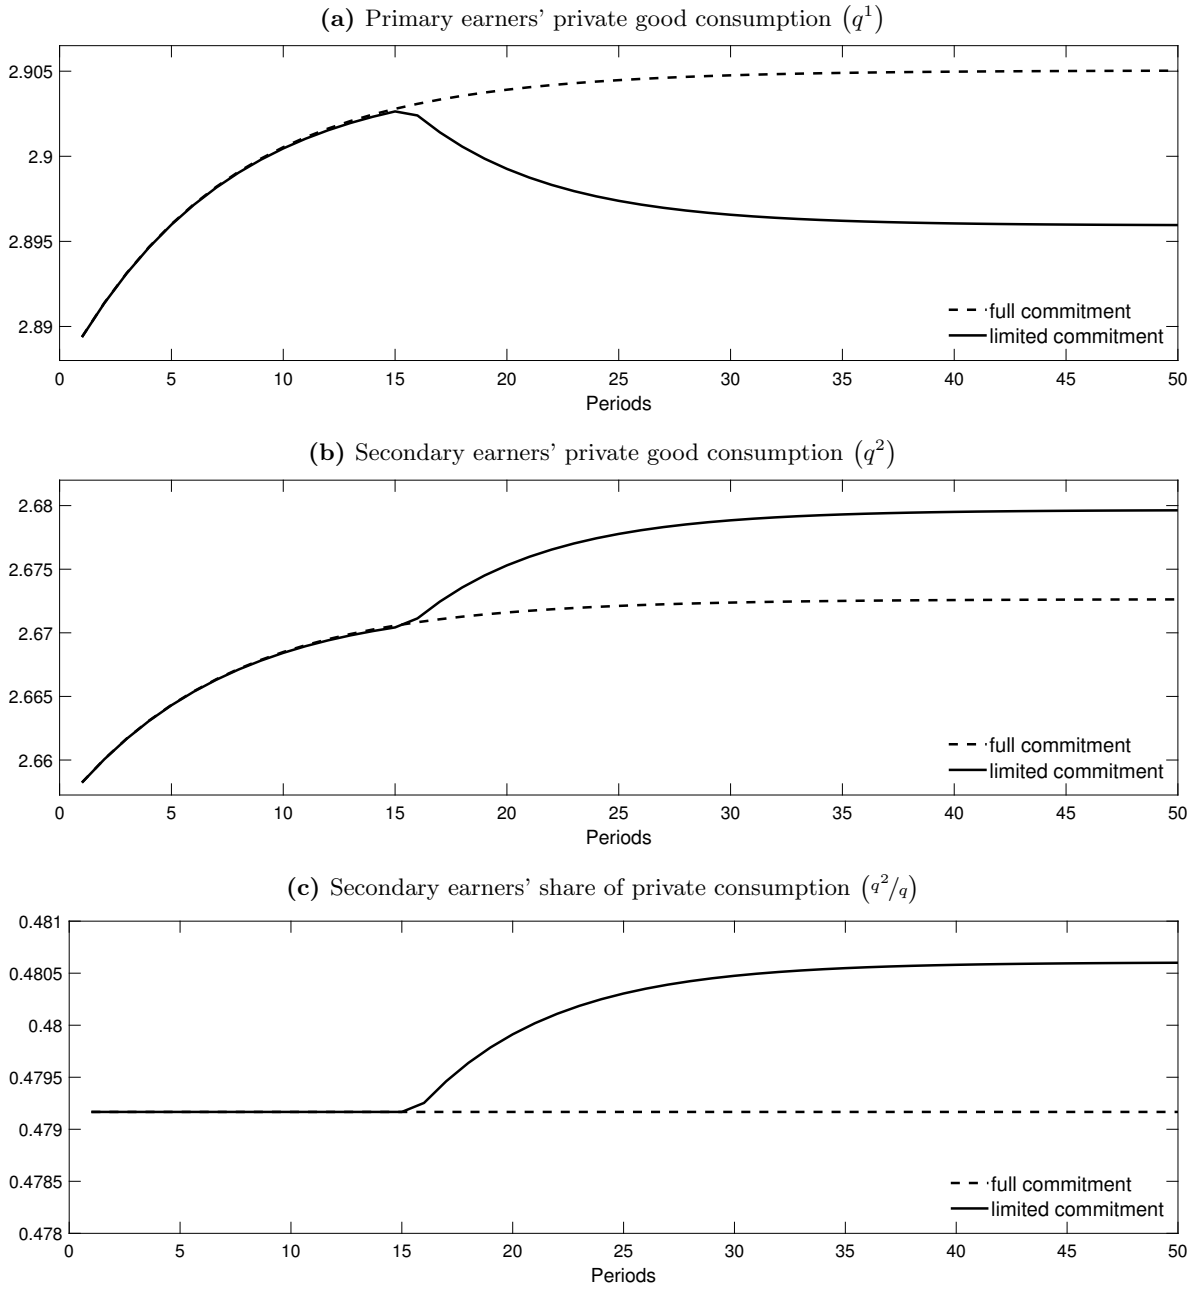 (a) Primary earners' private good consumption (q¹)
2.905
2.9
2.895
2.89
full commitment
limited commitment
0 5 10 15 20 25 30 35 40 45 50
Periods
(b) Secondary earners' private good consumption (q²)
2.68
2.675
2.67
2.665
2.66
full commitment
limited commitment
0 5 10 15 20 25 30 35 40 45 50
Periods
(c) Secondary earners' share of private consumption (q²/q)
0.481
0.4805
0.48
0.4795
0.479
0.4785
0.478
full commitment
limited commitment
0 5 10 15 20 25 30 35 40 45 50
Periods